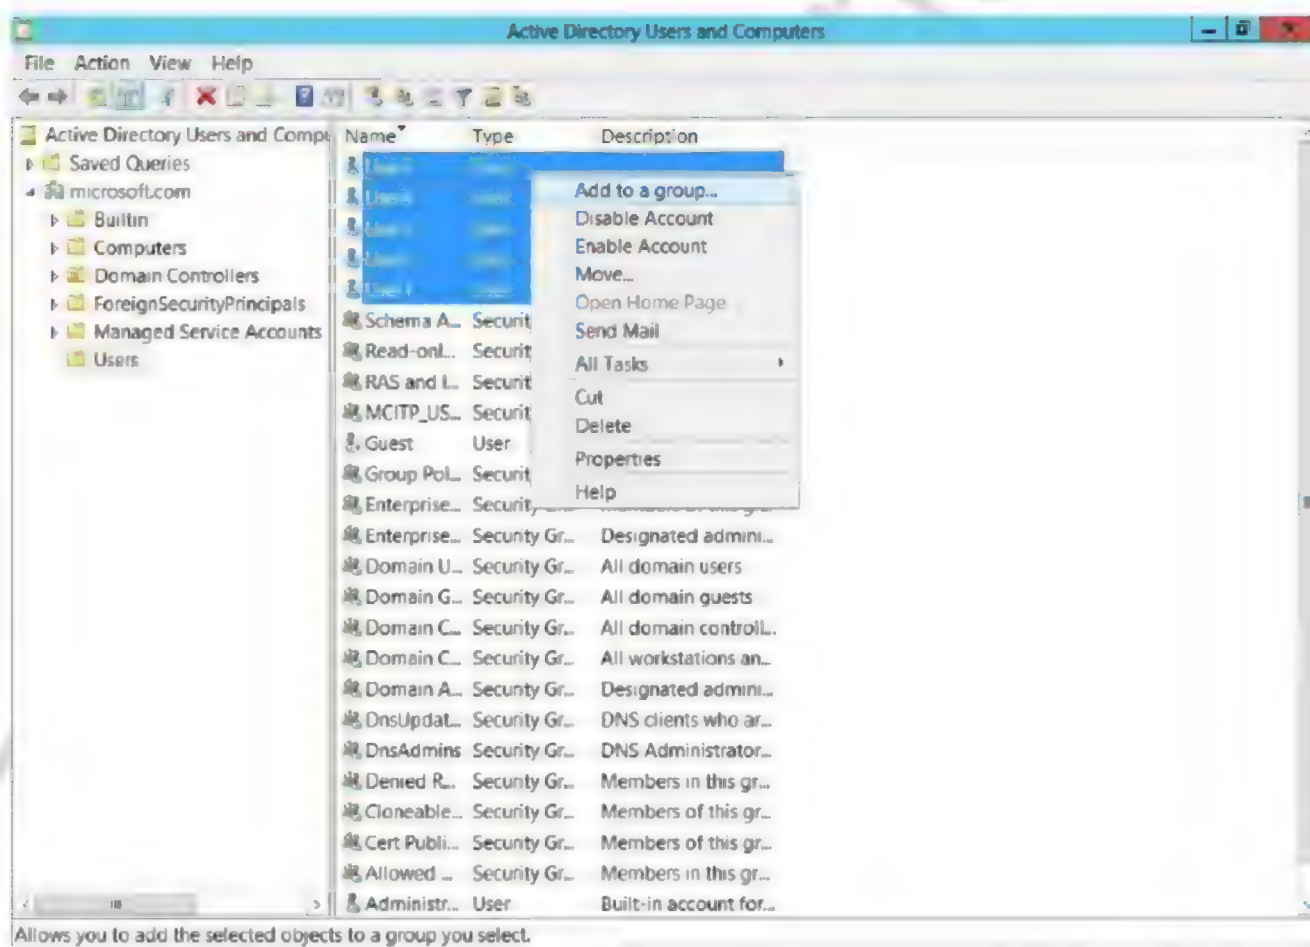 Active Directory Users and Computers
File Action View Help
Active Directory Users and Compu
Saved Queries
microsoft.com
Builtin
Computers
Domain Controllers
ForeignSecurityPrincipals
Managed Service Accounts
Users
Name Type Description
Add to a group...
Disable Account
Enable Account
Move...
Open Home Page
Send Mail
All Tasks
Cut
Delete
Properties
Help
Schema A... Securit
Read-onl... Securit
RAS and I... Securit
MCITP_US... Securit
Guest User
Group Pol... Securit
Enterprise... Security
Enterprise... Security Gr... Designated admini...
Domain U... Security Gr... All domain users
Domain G... Security Gr... All domain guests
Domain C... Security Gr... All domain controll...
Domain C... Security Gr... All workstations an...
Domain A... Security Gr... Designated admini...
DnsUpdat... Security Gr... DNS clients who ar...
DnsAdmins Security Gr... DNS Administrator...
Denied R... Security Gr... Members in this gr...
Cloneable... Security Gr... Members of this gr...
Cert Publi... Security Gr... Members of this gr...
Allowed ... Security Gr... Members in this gr...
Administr... User Built-in account for...
Allows you to add the selected objects to a group you select.